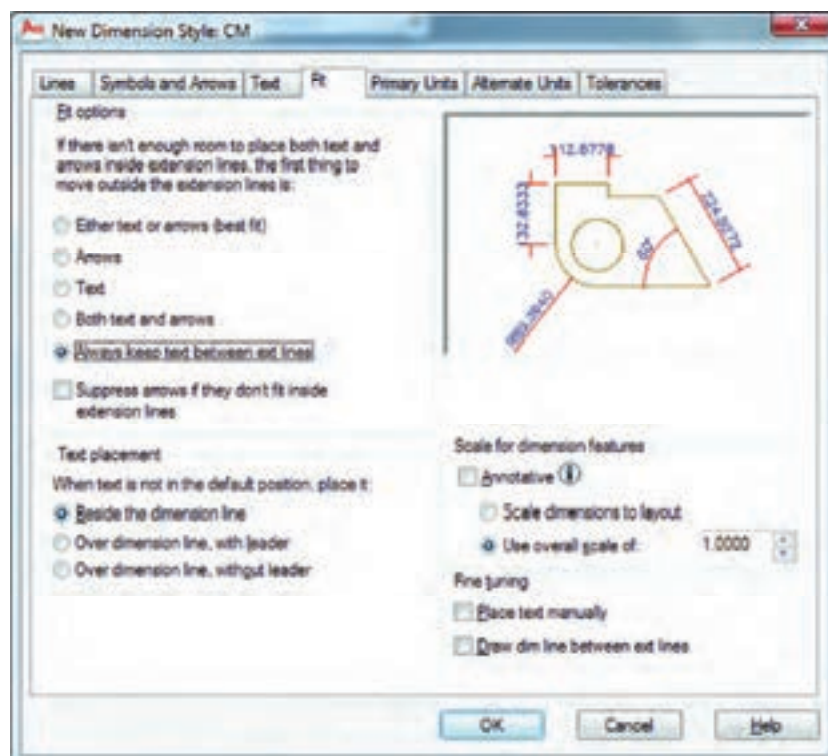 New Dimension Style: CM
Lines Symbols and Arrows Text Fit Primary Units Alternate Units Tolerances
Fit options
If there isn't enough room to place both text and
arrows inside extension lines, the first thing to
move outside the extension lines is:
Either text or arrows (best fit)
Arrows
Text
Both text and arrows
Always keep text between ext lines
Suppress arrows if they don't fit inside
extension lines
Text placement
When text is not in the default position, place it:
Beside the dimension line
Over dimension line, with leader
Over dimension line, without leader
Scale for dimension features
Annotative
Scale dimensions to layout
Use overall scale of: 1.0000
Fine tuning
Place text manually
Draw dim line between ext lines
OK Cancel Help